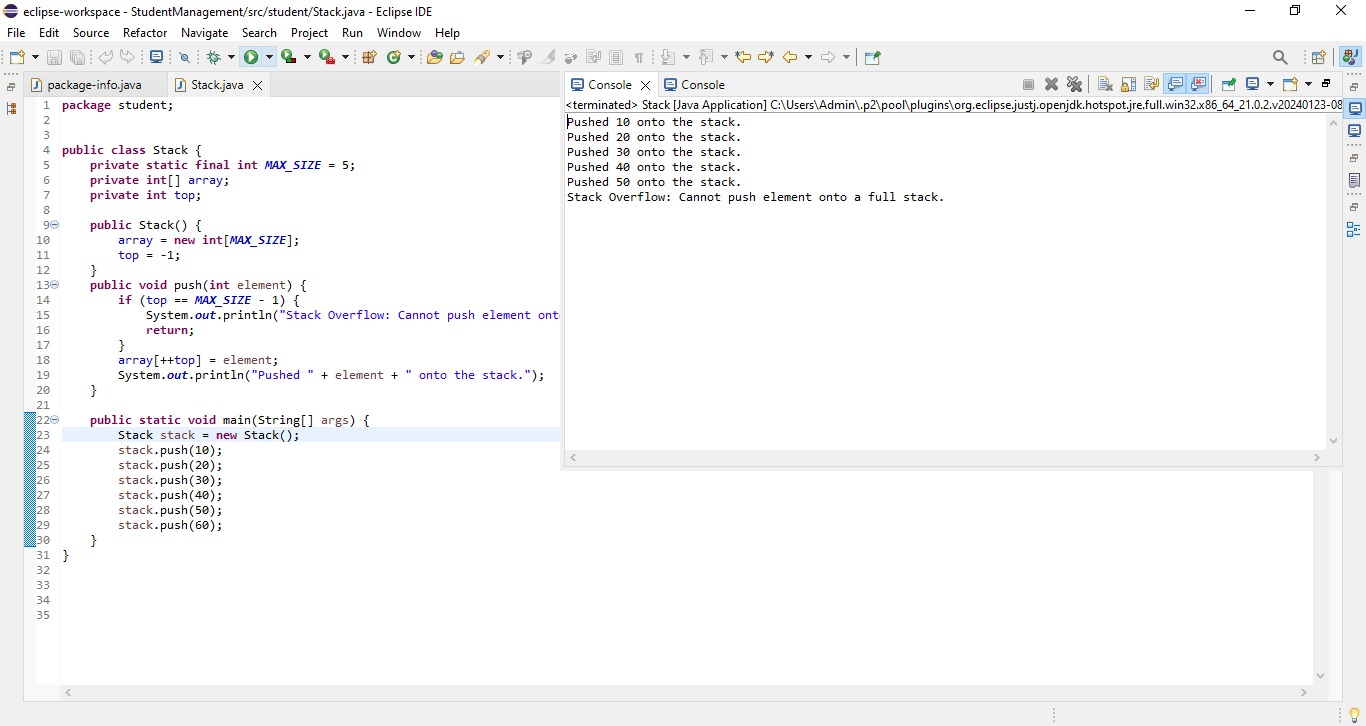 eclipse-workspace - StudentManagement/src/student/Stack.java - Eclipse IDE
File Edit Source Refactor Navigate Search Project Run Window Help
package-info.java Stack.java
1 package student;
2
3
4 public class Stack {
5 private static final int MAX_SIZE = 5;
6 private int[] array;
7 private int top;
8
9 public Stack() {
10 array = new int[MAX_SIZE];
11 top = -1;
12 }
13 public void push(int element) {
14 if (top == MAX_SIZE - 1) {
15 System.out.println("Stack Overflow: Cannot push element ont
16 return;
17 }
18 array[++top] = element;
19 System.out.println("Pushed " + element + " onto the stack.");
20 }
21
22 public static void main(String[] args) {
23 Stack stack = new Stack();
24 stack.push(10);
25 stack.push(20);
26 stack.push(30);
27 stack.push(40);
28 stack.push(50);
29 stack.push(60);
30 }
31 }
32
33
34
35
Console Console
<terminated> Stack [Java Application] C:\Users\Admin\.p2\pool\plugins\org.eclipse.justj.openjdk.hotspot.jre.full.win32.x86_64_21.0.2.v20240123-08
Pushed 10 onto the stack.
Pushed 20 onto the stack.
Pushed 30 onto the stack.
Pushed 40 onto the stack.
Pushed 50 onto the stack.
Stack Overflow: Cannot push element onto a full stack.